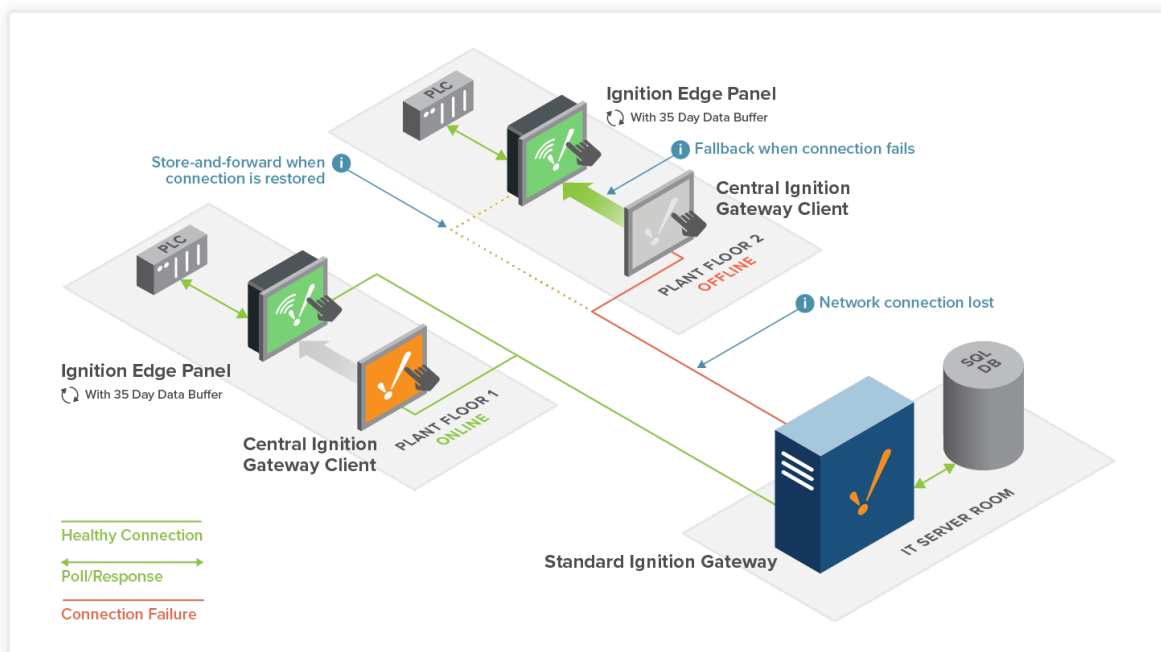 PLC
Ignition Edge Panel
With 35 Day Data Buffer
Store-and-forward when
connection is restored
i
i
Fallback when connection fails
Central Ignition
Gateway Client
PLANT FLOOR 2
OFFLINE
PLC
i
Network connection lost
Ignition Edge Panel
With 35 Day Data Buffer
SQL
DB
PLANT FLOOR 1
ONLINE
Central Ignition
Gateway Client
IT SERVER ROOM
Standard Ignition Gateway
Healthy Connection
Poll/Response
Connection Failure